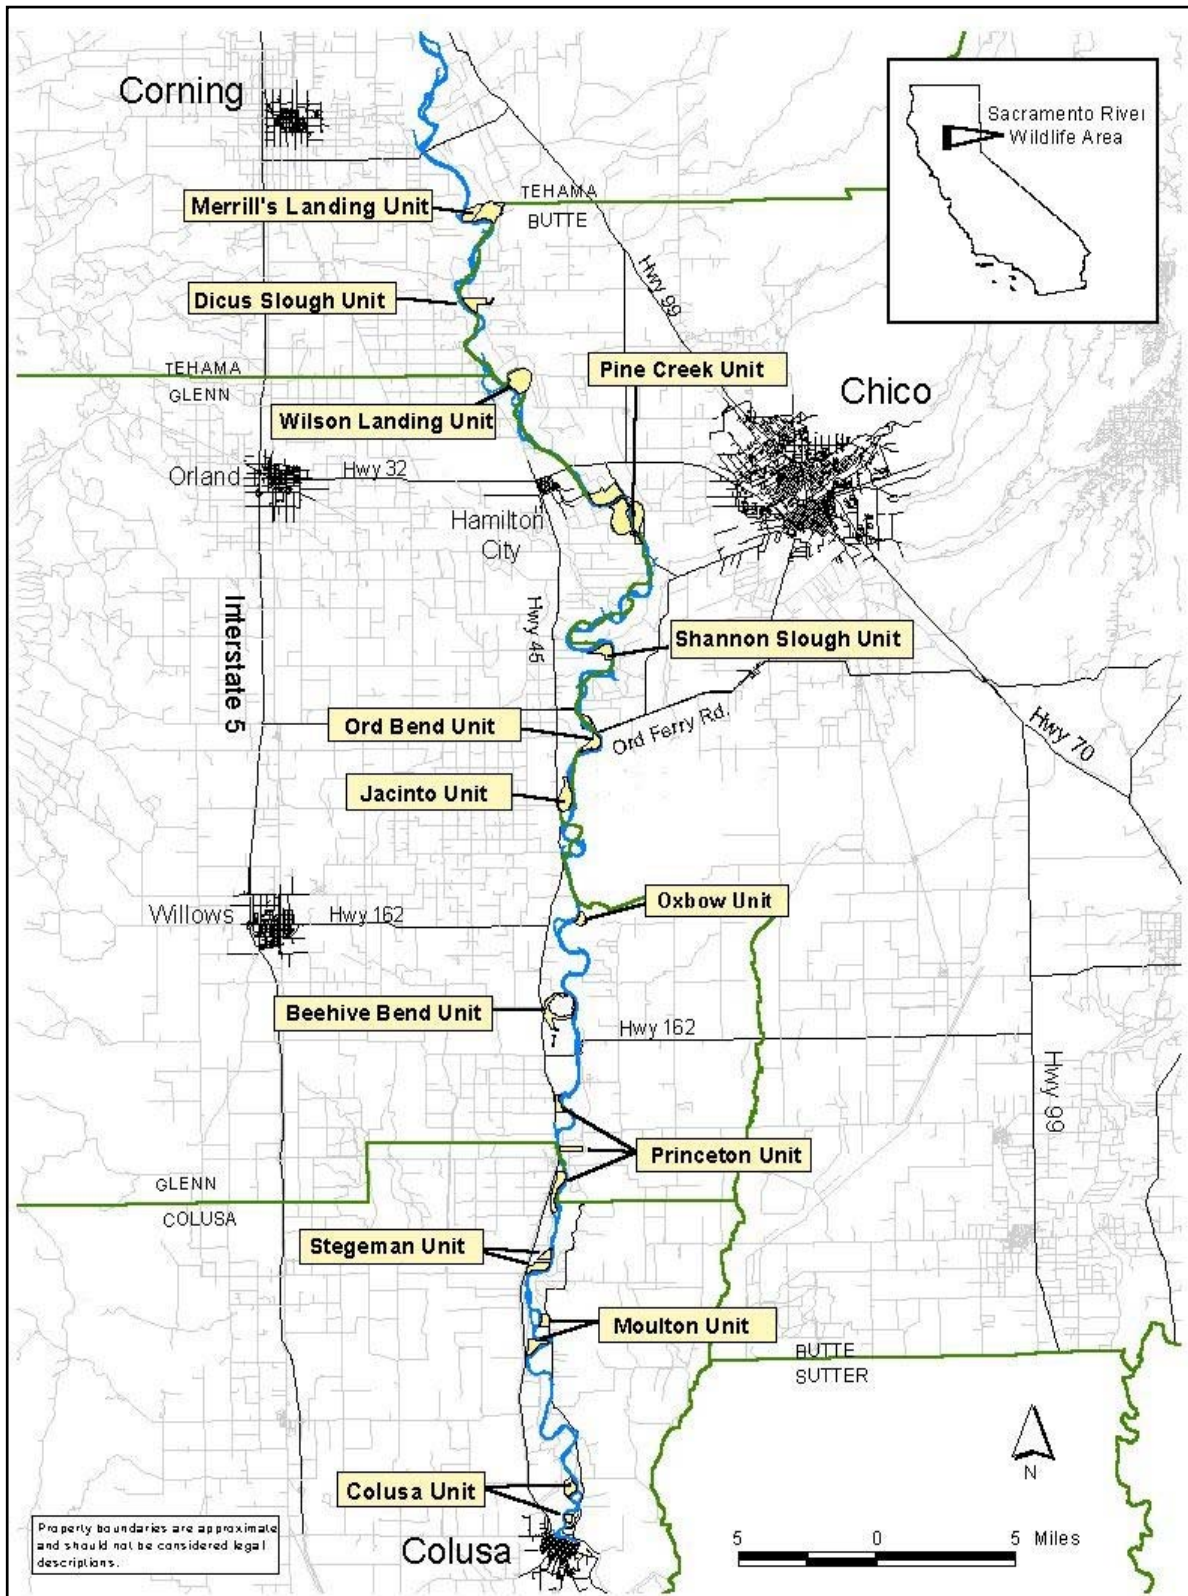 Corning
Sacramento River
Wildlife Area
TEHAMA
BUTTE
Merrill's Landing Unit
Hwy 99
Dicus Slough Unit
TEHAMA
GLENN
Pine Creek Unit
Chico
Wilson Landing Unit
Orland
Hwy 32
Hamilton
City
Interstate 5
Hwy 45
Shannon Slough Unit
Ord Bend Unit
Ord Ferry Rd.
Hwy 70
Jacinto Unit
Oxbow Unit
Willows
Hwy 162
Beehive Bend Unit
Hwy 162
Hwy 99
Princeton Unit
GLENN
COLUSA
Stegeman Unit
Moulton Unit
BUTTE
SUTTER
N
Colusa Unit
Property boundaries are approximate
and should not be considered legal
descriptions.
Colusa
5 0 5 Miles